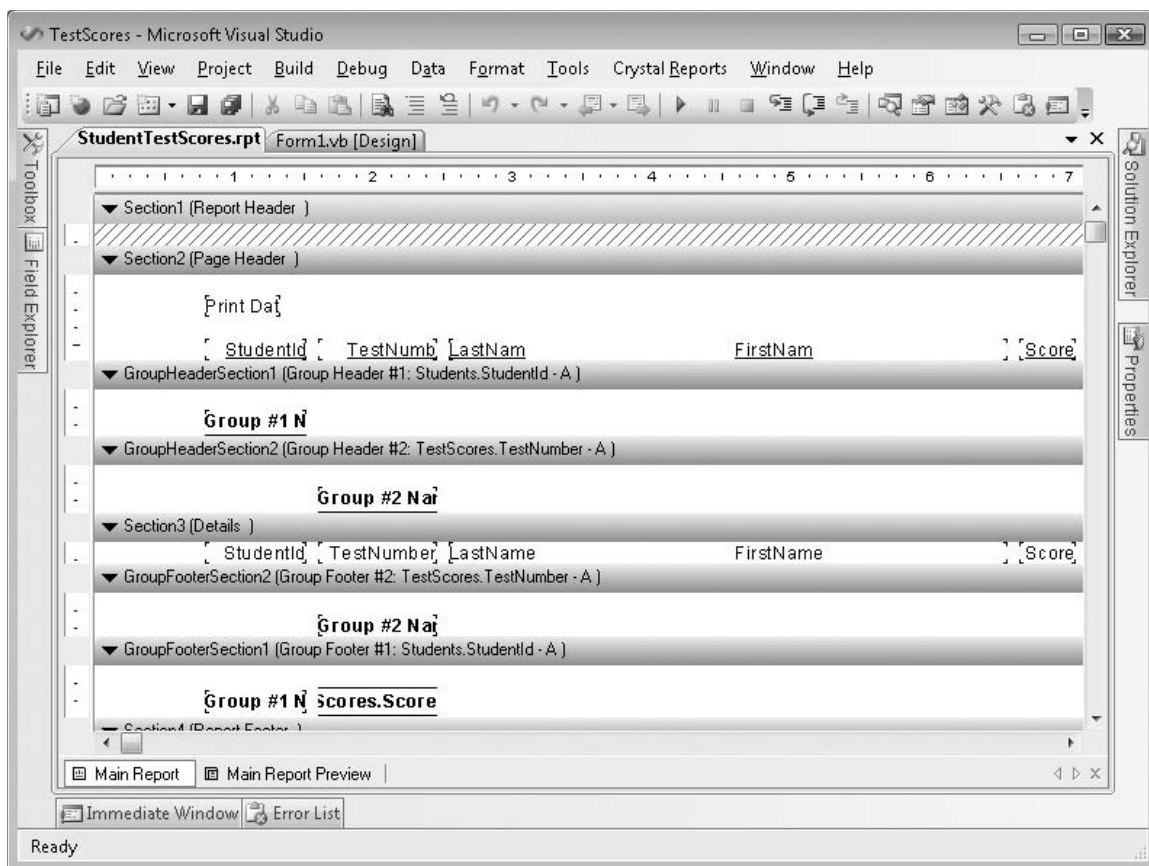 TestScores - Microsoft Visual Studio
File Edit View Project Build Debug Data Format Tools Crystal Reports Window Help
StudentTestScores.rpt Form1.vb [Design]
Toolbox
Field Explorer
Solution Explorer
Properties
1 2 3 4 5 6 7
Section1 (Report Header )
Section2 (Page Header )
Print Dat
StudentId TestNumb LastNam FirstNam Score
GroupHeaderSection1 (Group Header #1: Students.StudentId - A )
Group #1 N
GroupHeaderSection2 (Group Header #2: TestScores.TestNumber - A )
Group #2 Nar
Section3 (Details )
StudentId TestNumber LastName FirstName Score
GroupFooterSection2 (Group Footer #2: TestScores.TestNumber - A )
Group #2 Nar
GroupFooterSection1 (Group Footer #1: Students.StudentId - A )
Group #1 N Scores.Score
Section4 (Report Footer )
Main Report Main Report Preview
Immediate Window Error List
Ready